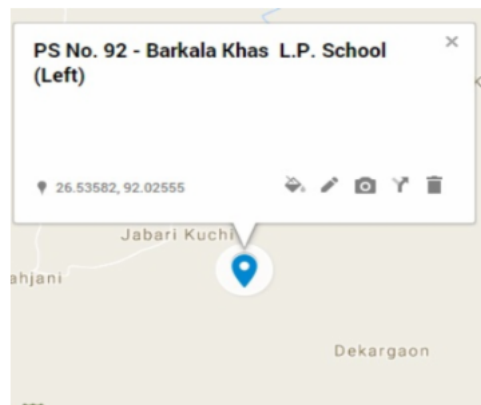 PS No. 92 - Barkala Khas L.P. School
(Left)
26.53582, 92.02555
Jabari Kuchi
ahjani
Dekargaon